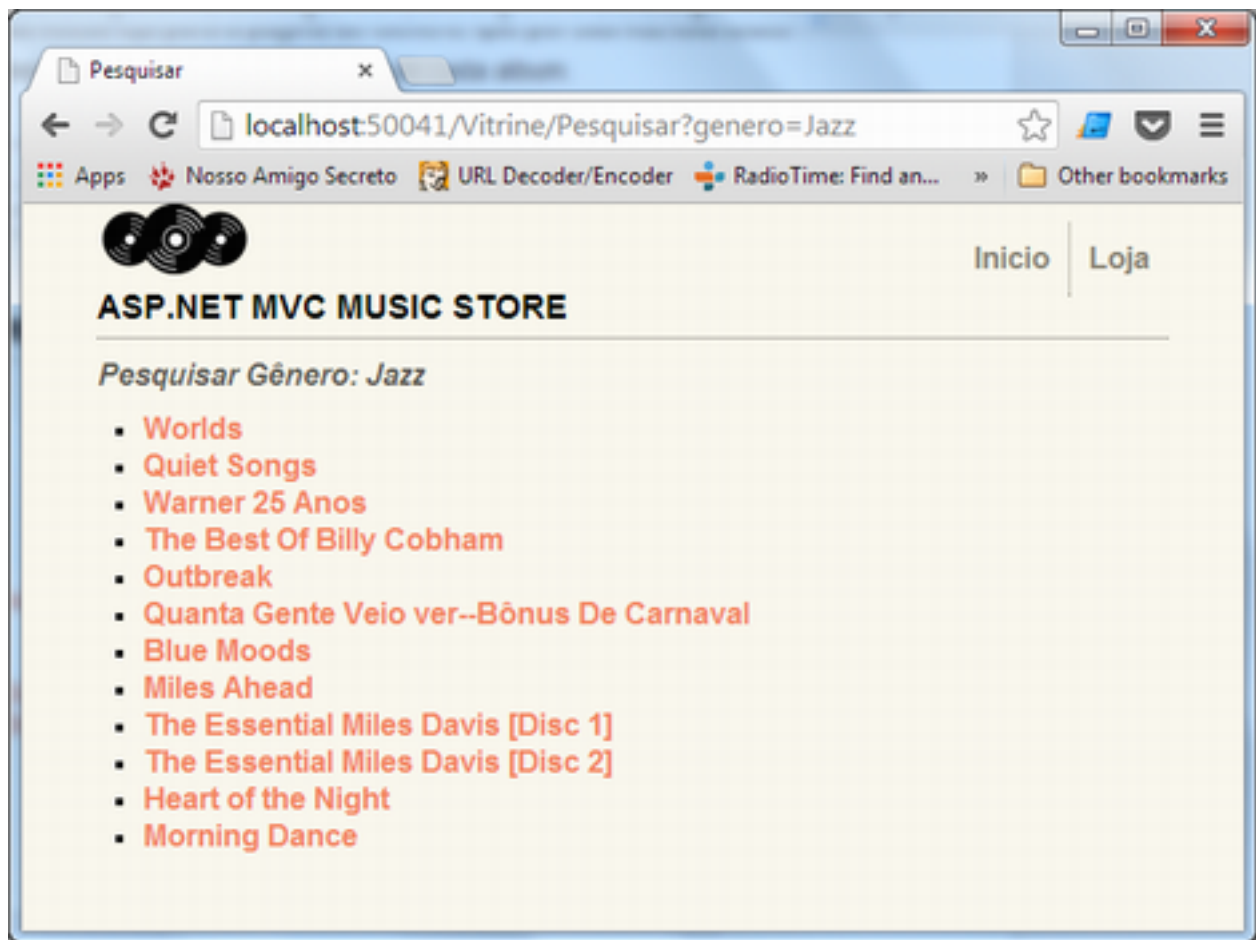 Pesquisar
localhost:50041/Vitrine/Pesquisar?genero=Jazz
Apps Nosso Amigo Secreto URL Decoder/Encoder RadioTime: Find an... » Other bookmarks
Inicio Loja
ASP.NET MVC MUSIC STORE
Pesquisar Gênero: Jazz
Worlds
Quiet Songs
Warner 25 Anos
The Best Of Billy Cobham
Outbreak
Quanta Gente Veio ver--Bônus De Carnaval
Blue Moods
Miles Ahead
The Essential Miles Davis [Disc 1]
The Essential Miles Davis [Disc 2]
Heart of the Night
Morning Dance